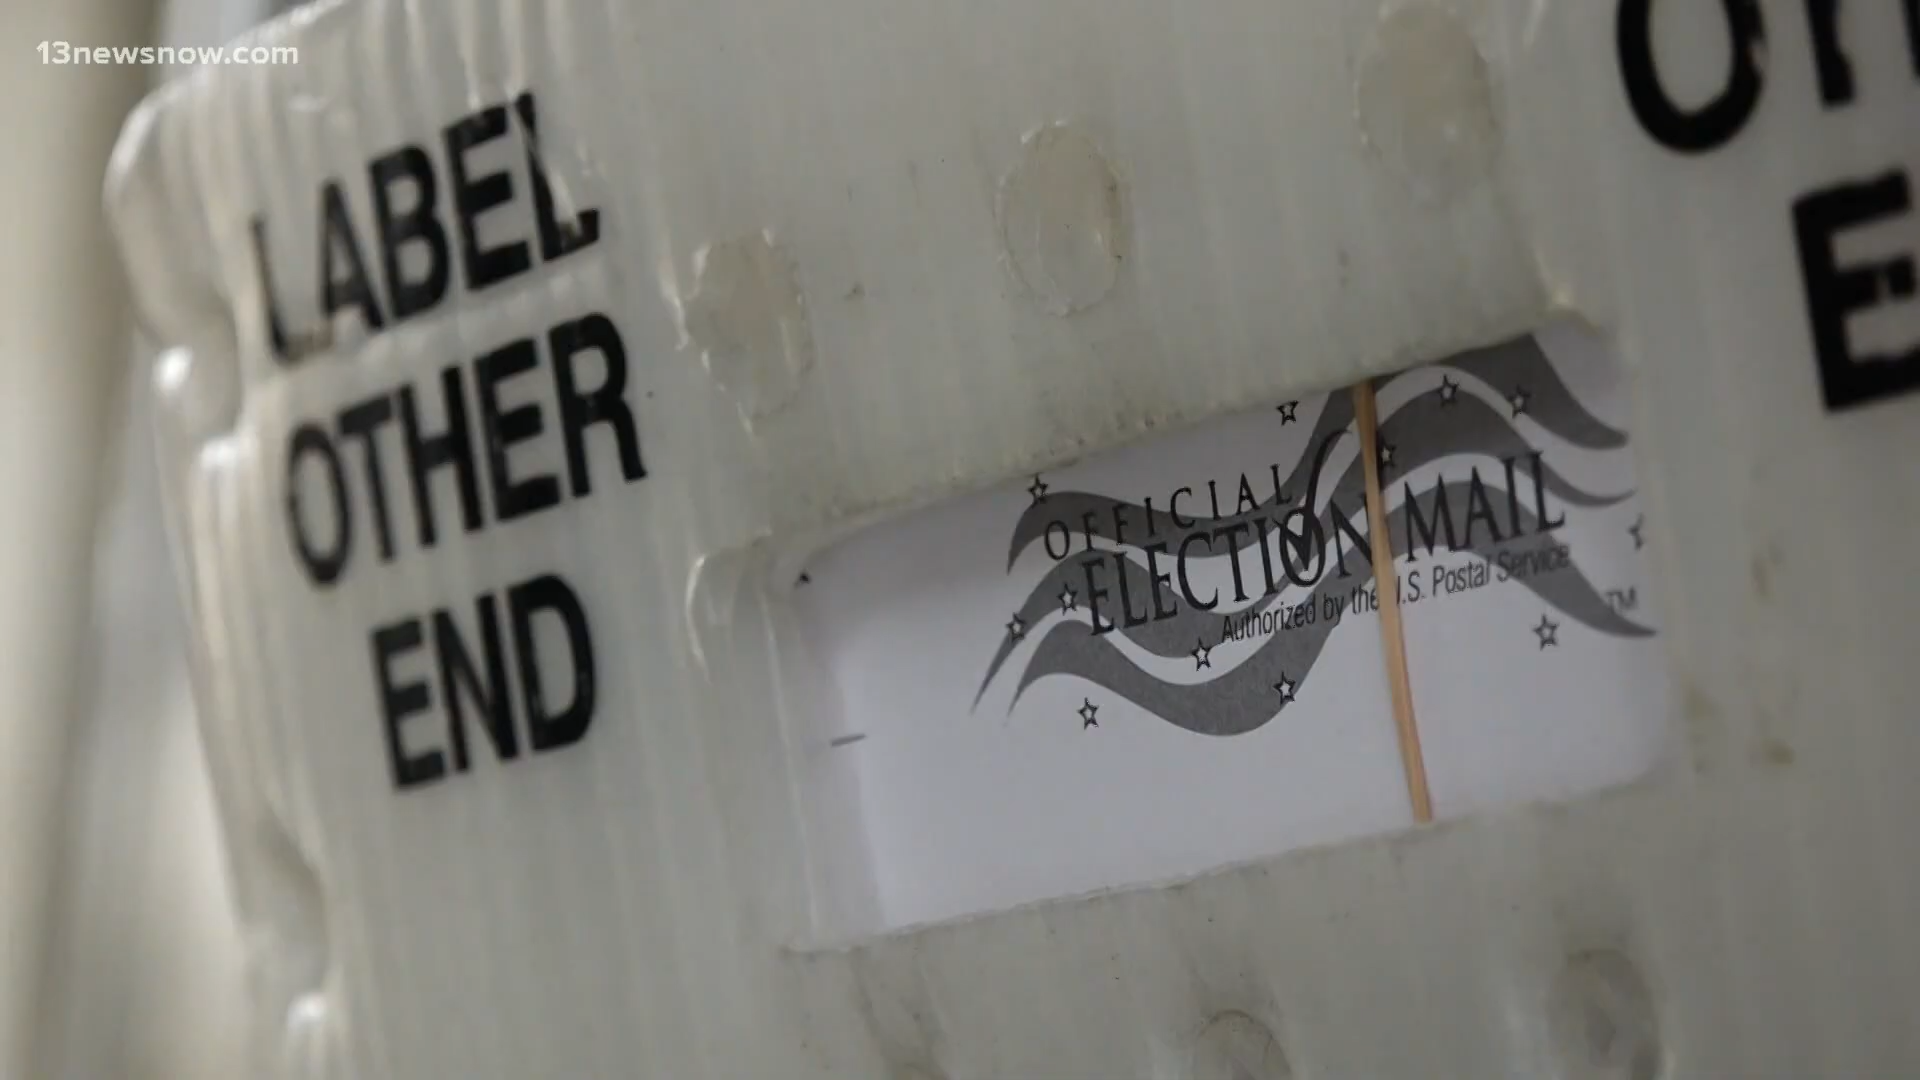 13newsnow.com
LABEL
OTHER
END
OFFICIAL
ELECTION MAIL
Authorized by the U.S. Postal Service
TM